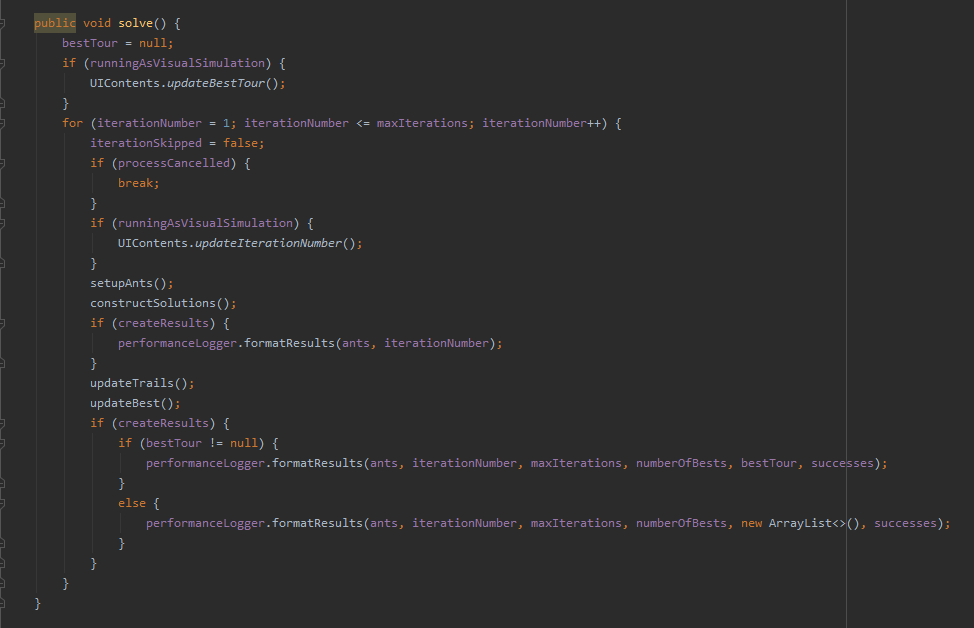 public void solve() {
bestTour = null;
if (runningAsVisualSimulation) {
UIContents.updateBestTour();
}
for (iterationNumber = 1; iterationNumber <= maxIterations; iterationNumber++) {
iterationSkipped = false;
if (processCancelled) {
break;
}
if (runningAsVisualSimulation) {
UIContents.updateIterationNumber();
}
setupAnts();
constructSolutions();
if (createResults) {
performanceLogger.formatResults(ants, iterationNumber);
}
updateTrails();
updateBest();
if (createResults) {
if (bestTour != null) {
performanceLogger.formatResults(ants, iterationNumber, maxIterations, numberOfBests, bestTour, successes);
}
else {
performanceLogger.formatResults(ants, iterationNumber, maxIterations, numberOfBests, new ArrayList<>(), successes);
}
}
}
}